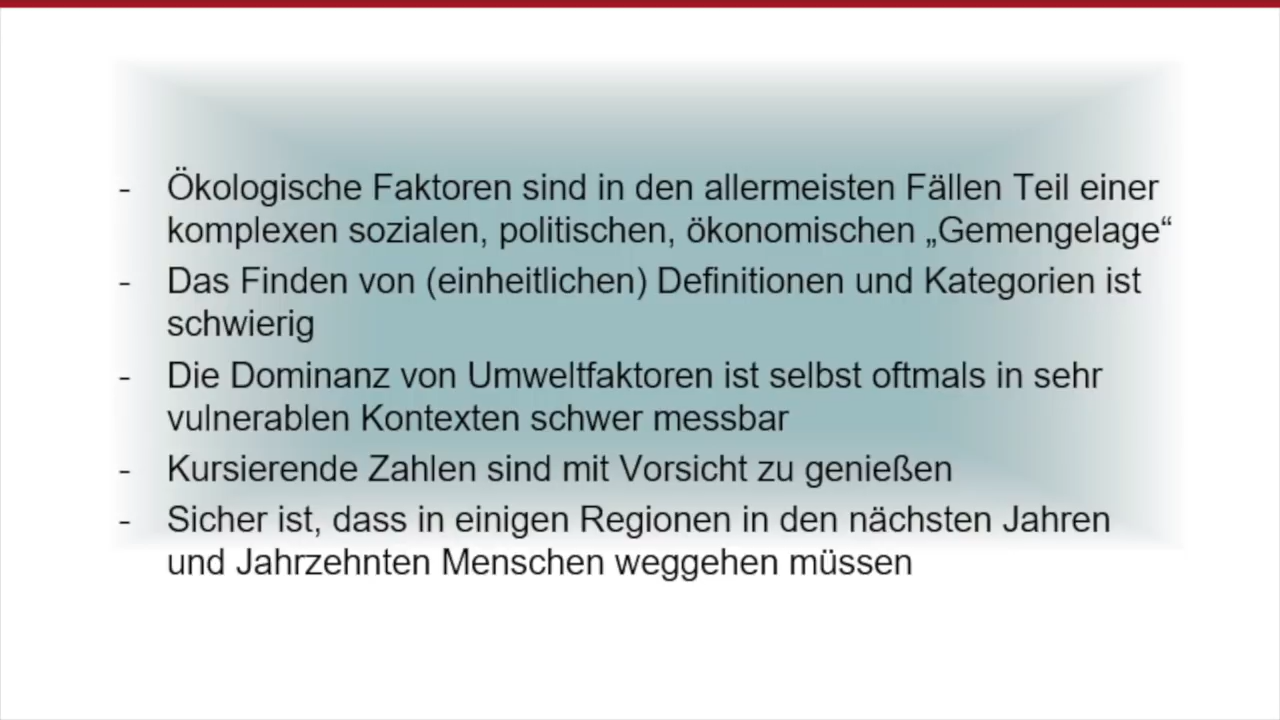 - Ökologische Faktoren sind in den allermeisten Fällen Teil einer
komplexen sozialen, politischen, ökonomischen „Gemengelage“
- Das Finden von (einheitlichen) Definitionen und Kategorien ist
schwierig
- Die Dominanz von Umweltfaktoren ist selbst oftmals in sehr
vulnerablen Kontexten schwer messbar
- Kursierende Zahlen sind mit Vorsicht zu genießen
- Sicher ist, dass in einigen Regionen in den nächsten Jahren
und Jahrzehnten Menschen weggehen müssen